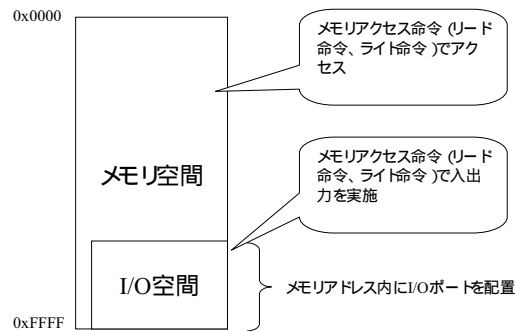 0x0000
メモリアクセス命令 (リード
命令、ライト命令 )でアク
セス
メモリ空間
メモリアクセス命令 (リード
命令、ライト命令 )で入出
力を実施
I/O空間
メモリアドレス内にI/Oポートを配置
0xFFFF